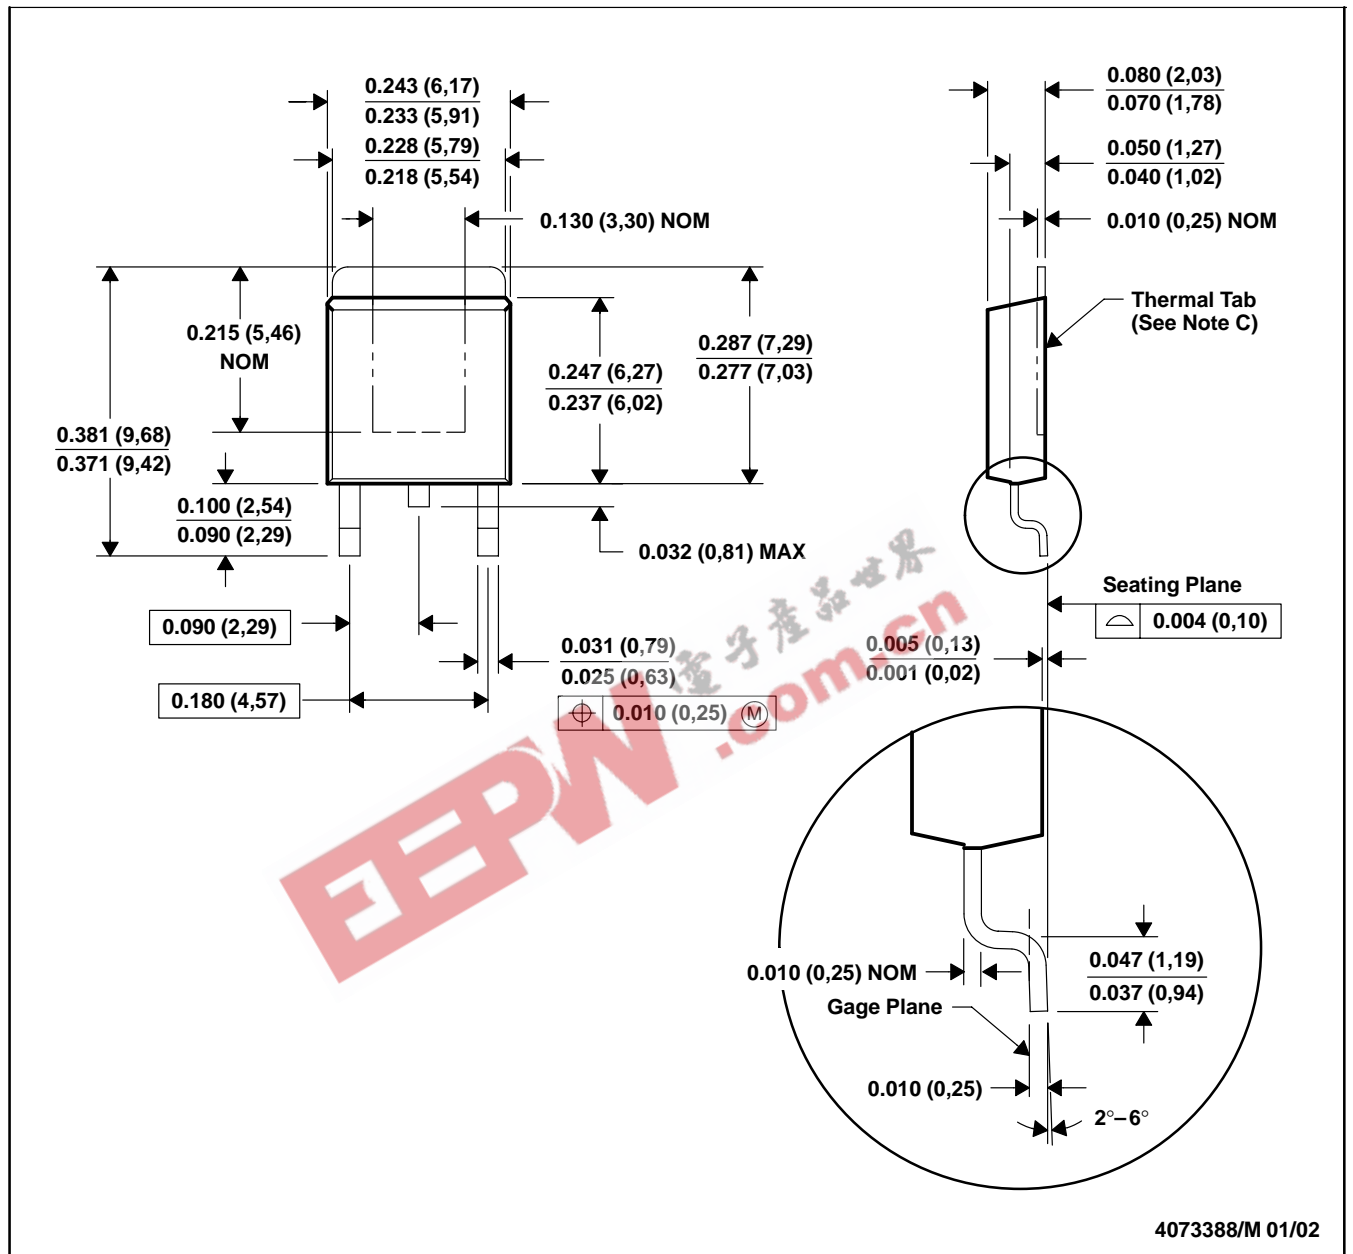 0.243 (6,17)
0.233 (5,91)
0.228 (5,79)
0.218 (5,54)
0.130 (3,30) NOM
0.215 (5,46)
NOM
0.381 (9,68)
0.371 (9,42)
0.100 (2,54)
0.090 (2,29)
0.247 (6,27)
0.237 (6,02)
0.287 (7,29)
0.277 (7,03)
0.032 (0,81) MAX
0.090 (2,29)
0.180 (4,57)
0.031 (0,79)
0.025 (0,63)
0.010 (0,25) M
0.080 (2,03)
0.070 (1,78)
0.050 (1,27)
0.040 (1,02)
0.010 (0,25) NOM
Thermal Tab
(See Note C)
Seating Plane
0.004 (0,10)
0.005 (0,13)
0.001 (0,02)
0.010 (0,25) NOM
Gage Plane
0.010 (0,25)
0.047 (1,19)
0.037 (0,94)
2°–6°
電子產品世界
EEPW
.com.cn
4073388/M 01/02